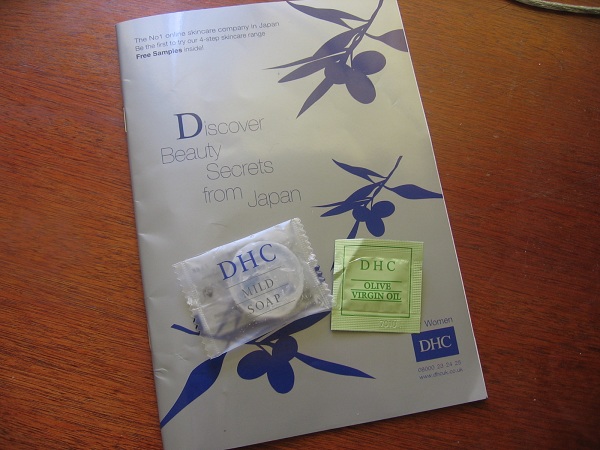 The No1 online skincare company in Japan
Be the first to try our 4-step skincare range
Free Samples inside!
Discover
Beauty
Secrets
from Japan
DHC
MILD
SOAP
DHC
OLIVE
VIRGIN OIL
Women
DHC